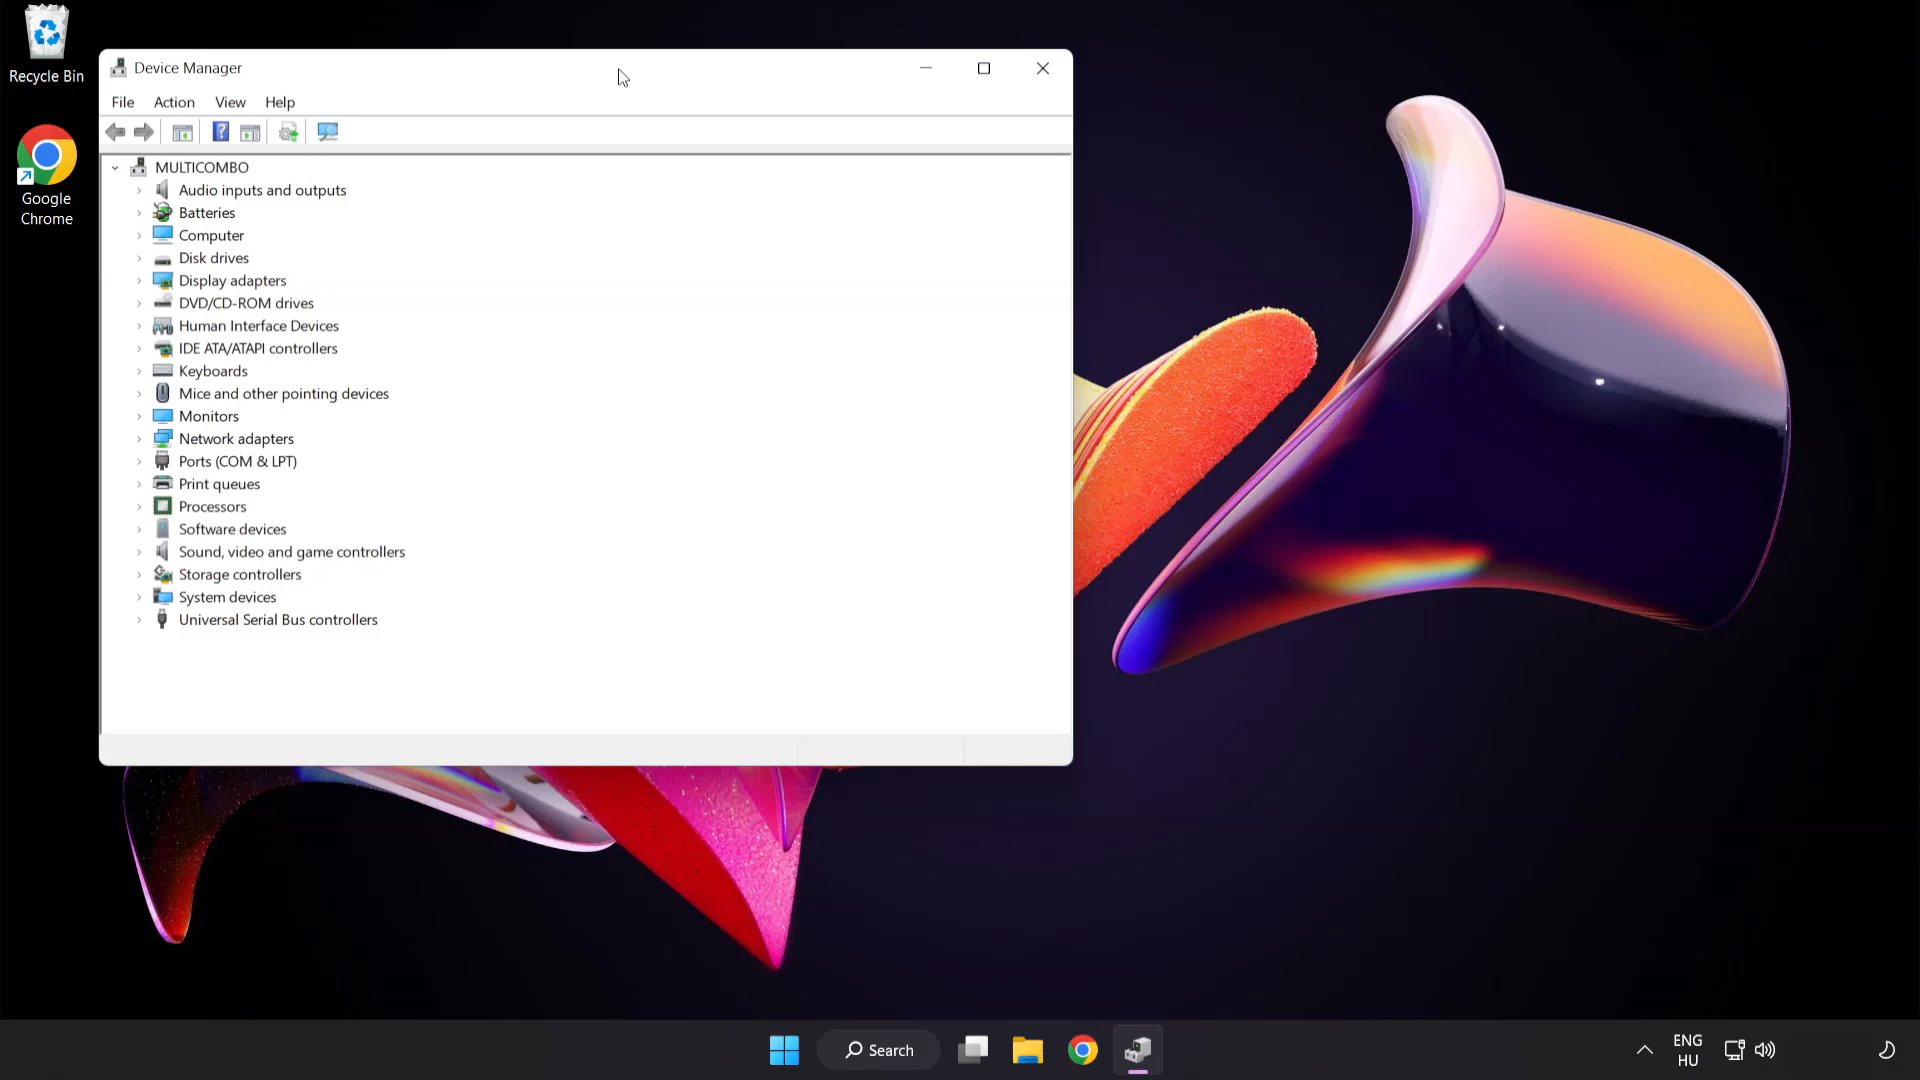 Recycle Bin
Google
Chrome
Device Manager
File Action View Help
?
MULTICOMBO
Audio inputs and outputs
Batteries
Computer
Disk drives
Display adapters
DVD/CD-ROM drives
Human Interface Devices
IDE ATA/ATAPI controllers
Keyboards
Mice and other pointing devices
Monitors
Network adapters
Ports (COM & LPT)
Print queues
Processors
Software devices
Sound, video and game controllers
Storage controllers
System devices
Universal Serial Bus controllers
Search
ENG
HU